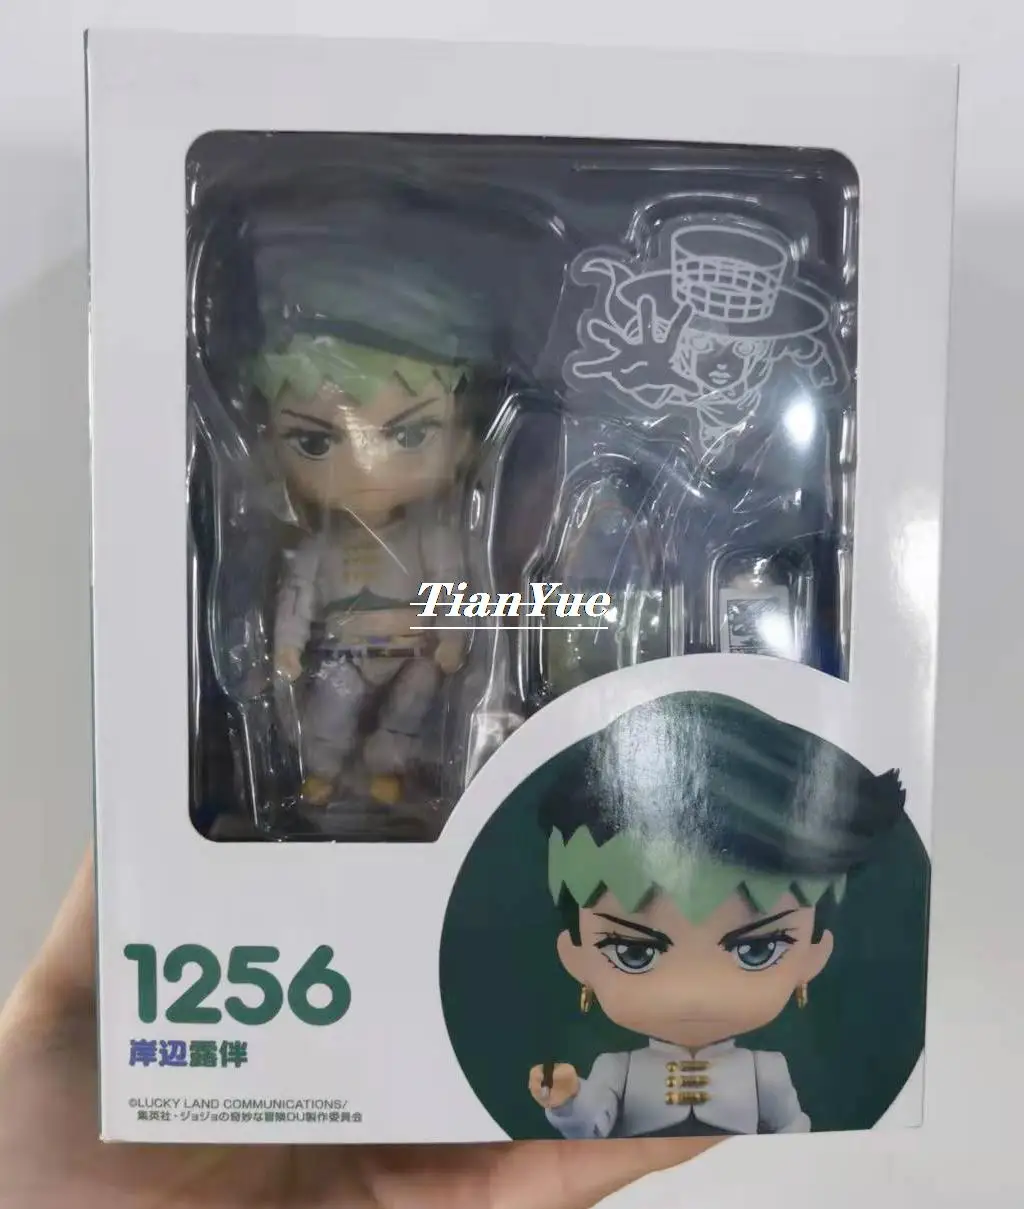 TianYue.
1256
岸辺露伴
©LUCKY LAND COMMUNICATIONS/
集英社・ジョジョの奇妙な冒険DU製作委員会